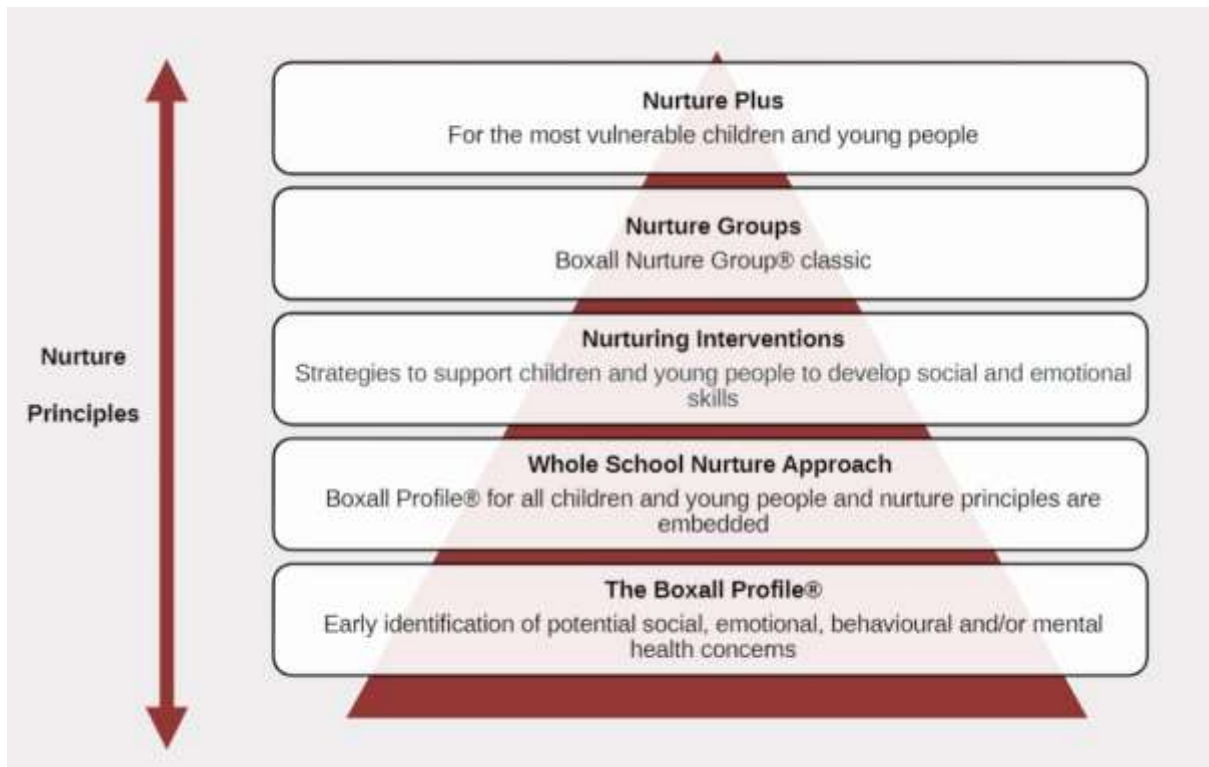 Nurture Plus
For the most vulnerable children and young people
Nurture Groups
Boxall Nurture Group® classic
Nurturing Interventions
Strategies to support children and young people to develop social and emotional
skills
Whole School Nurture Approach
Boxall Profile® for all children and young people and nurture principles are
embedded
The Boxall Profile®
Early identification of potential social, emotional, behavioural and/or mental
health concerns
Nurture
Principles